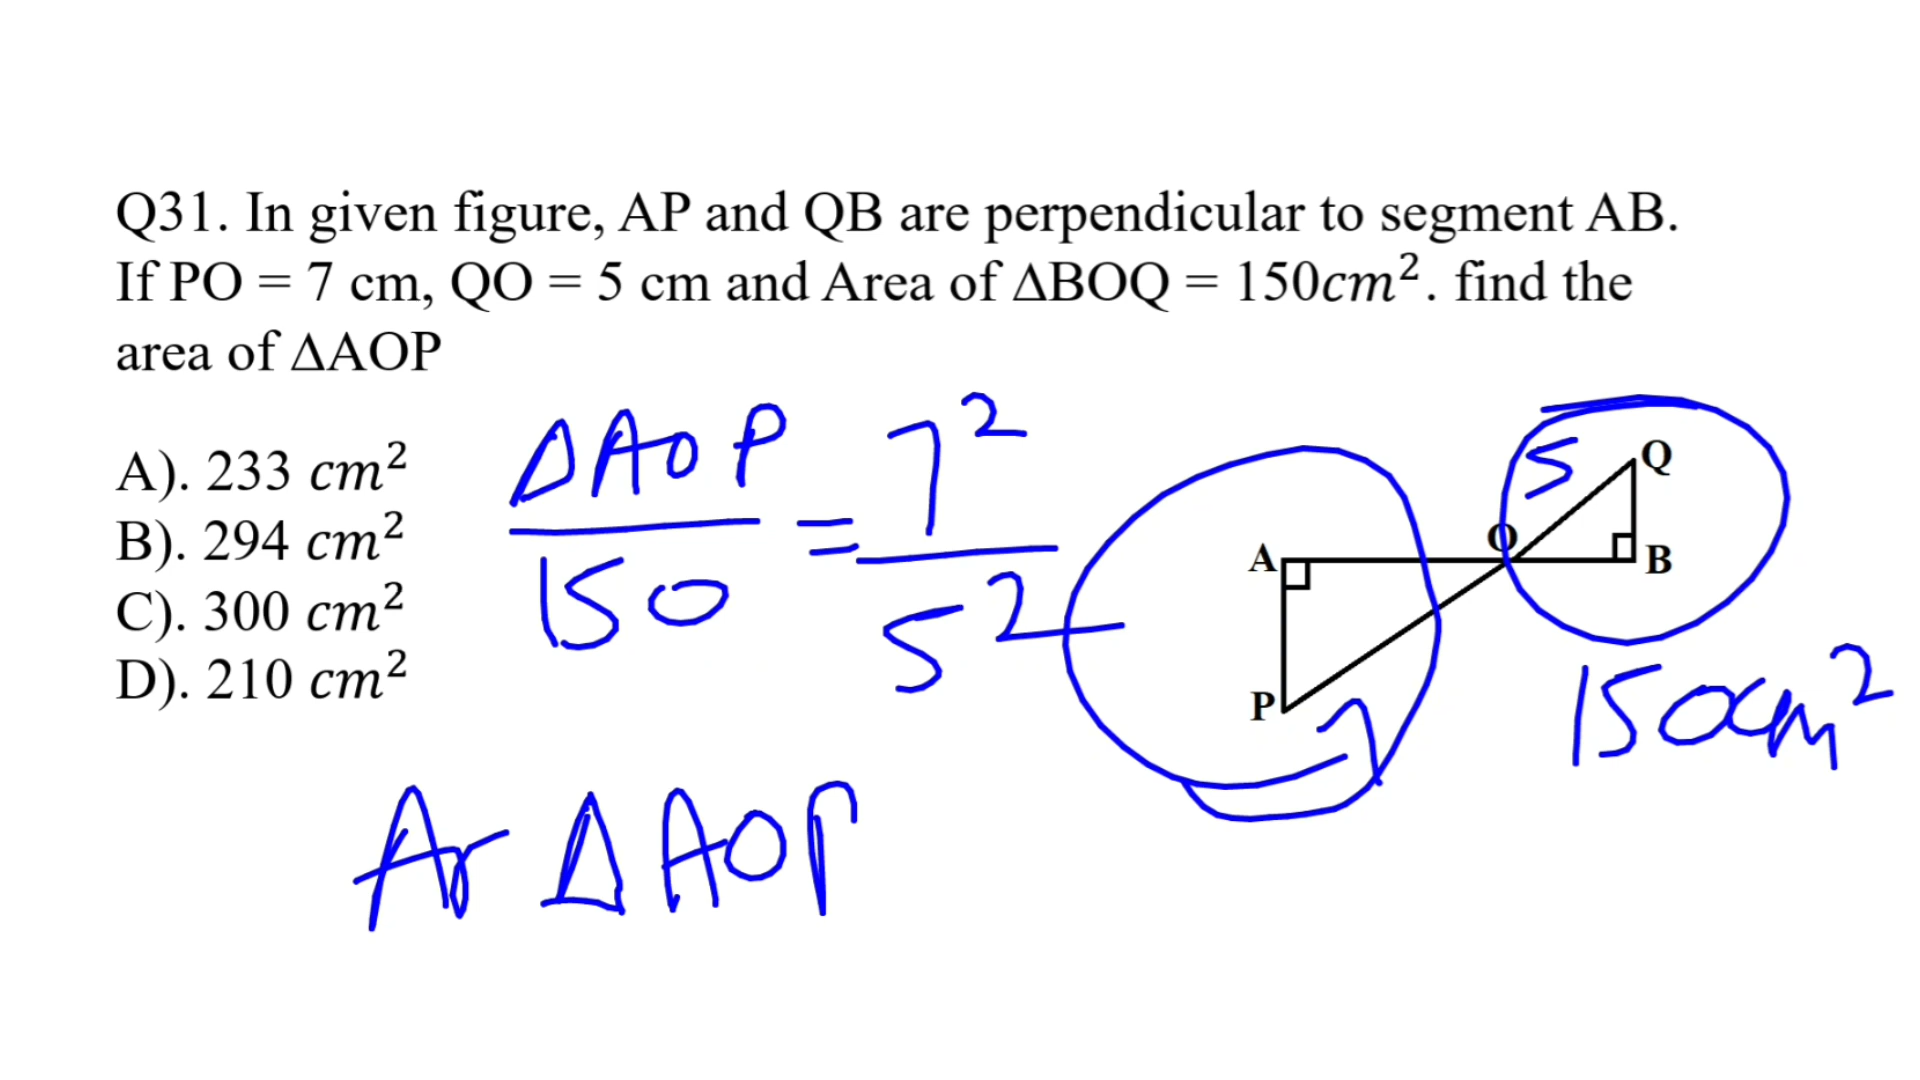 Q31. In given figure, AP and QB are perpendicular to segment AB.
If PO = 7 cm, QO = 5 cm and Area of ΔBOQ = 150cm². find the
area of ΔAOP
A). 233 cm²
B). 294 cm²
C). 300 cm²
D). 210 cm²
ΔAOP
150
=
7²
5²
5
Q
O
A
B
P
7
150cm²
Ar ΔAOP